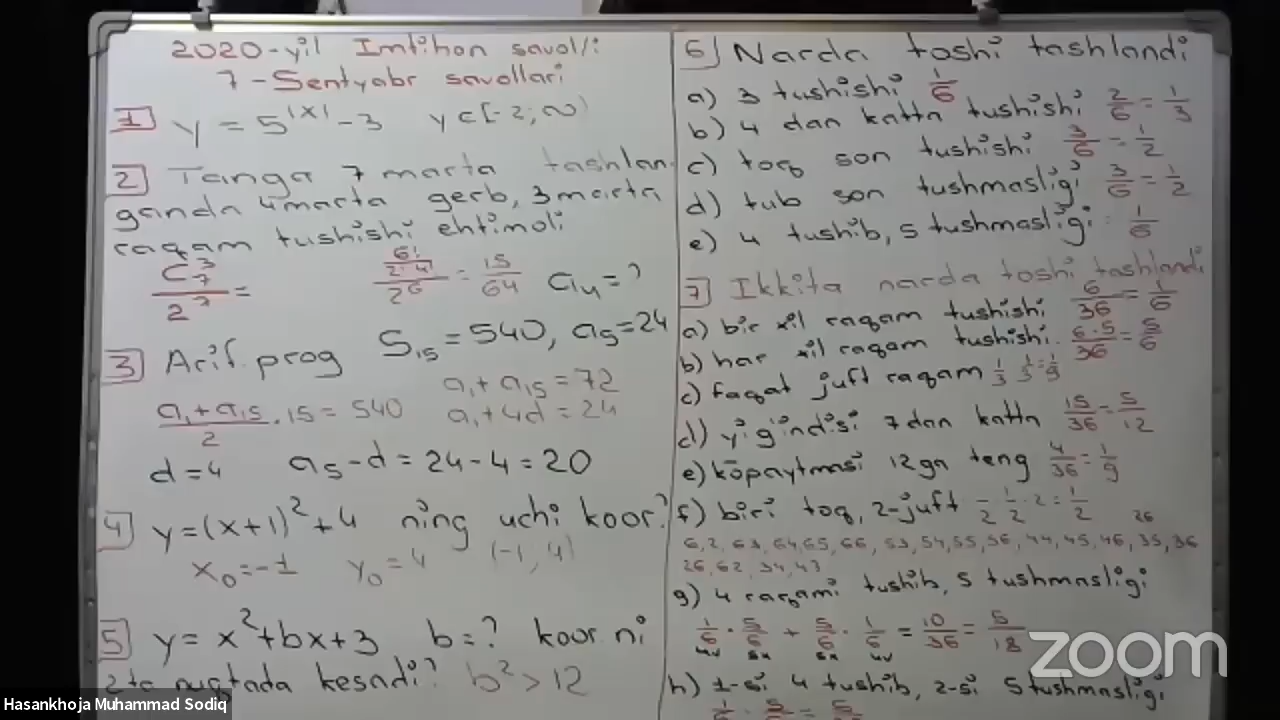 2020-yil Imtihon savol/i
7-Sentyabr savollari
1 y = 5^|x| - 3 y ∈ [-2; ∞)
2 Tanga 7 marta tashlan
ganda 4 marta gerb, 3 marta
raqam tushishi ehtimoli
C₇³/2⁷ = (6!/(2!·4!))/2⁶ = 15/64 a₄ = ?
3 Arif. prog S₁₅ = 540, a₅ = 24
a₁ + a₁₅ = 72
(a₁ + a₁₅)/2 · 15 = 540 a₁ + 4d = 24
d = 4 a₅ - d = 24 - 4 = 20
4 y = (x+1)² + 4 ning uchi koor.?
x₀ = -1 y₀ = 4 (-1, 4)
5 y = x² + bx + 3 b = ? koor. ni
2 ta nuqtada kesadi? b² > 12
6 Narda toshi tashlandi
a) 3 tushishi 1/6
b) 4 dan katta tushishi 2/6 = 1/3
c) toq son tushishi 3/6 = 1/2
d) tub son tushmasligi 3/6 = 1/2
e) 4 tushib, 5 tushmasligi 1/6
7 Ikkita narda toshi tashlandi
a) bir xil raqam tushishi 6/36 = 1/6
b) har xil raqam tushishi. 6·5/36 = 5/6
c) faqat juft raqam
d) yig'indisi 7 dan katta 15/36 = 5/12
e) ko'paytmasi 12 ga teng 4/36 = 1/9
f) biri toq, 2-juft = 1/2 · 1/2 · 2 = 1/2
26
6,2, 63, 64, 65, 66, 53, 54, 55, 56, 44, 45, 46, 35, 36
26, 62, 34, 43
g) 4 raqami tushib, 5 tushmasligi
1/6 · 5/6 + 5/6 · 1/6 = 10/36 = 5/18
h) 1-si 4 tushib, 2-si 5 tushmasligi
zoom
Hasankhoja Muhammad Sodiq